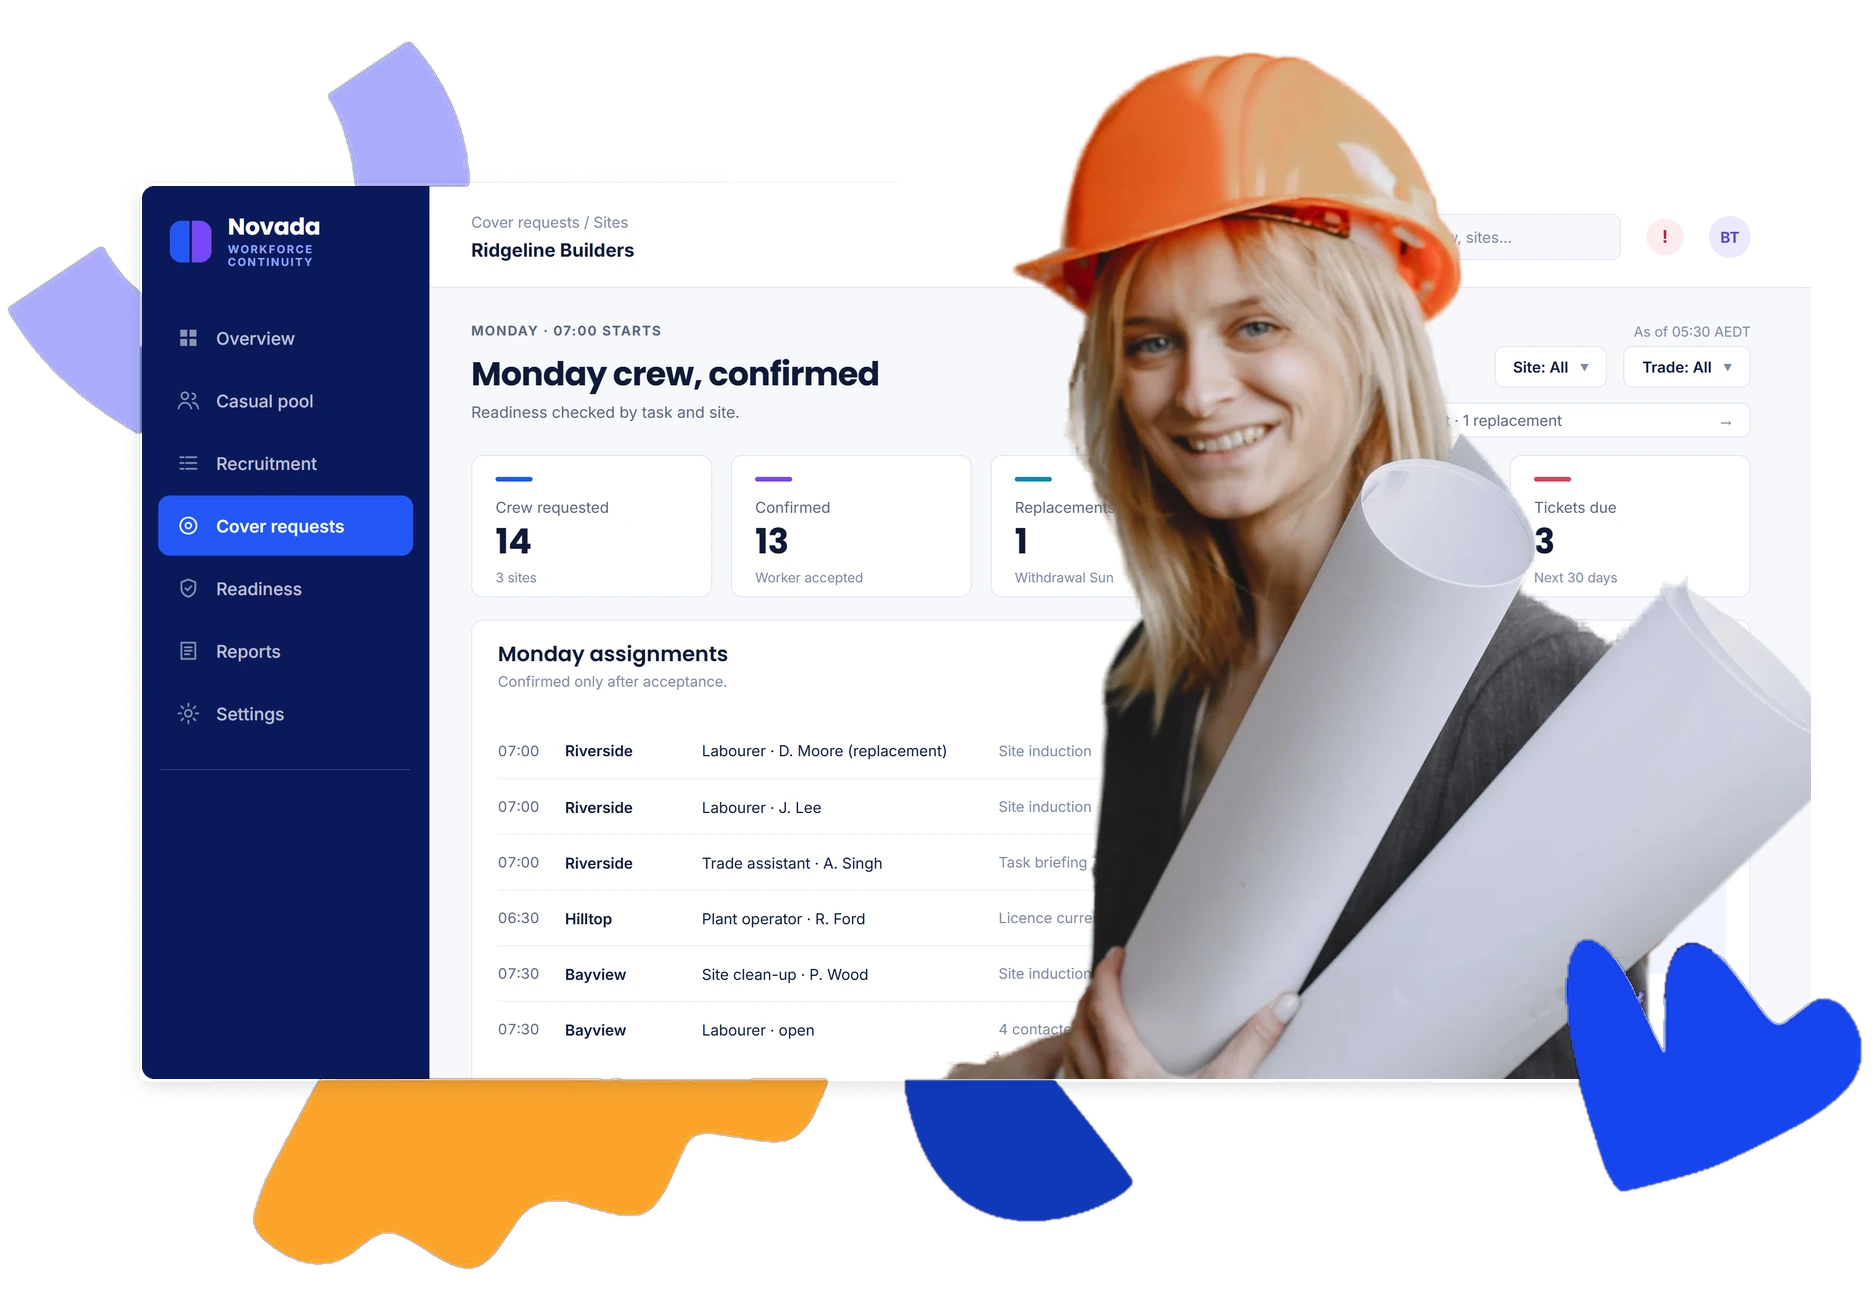 Novada
WORKFORCE
CONTINUITY
Overview
Casual pool
Recruitment
Cover requests
Readiness
Reports
Settings
Cover requests / Sites
Ridgeline Builders
sites...
!
BT
MONDAY · 07:00 STARTS
Monday crew, confirmed
Readiness checked by task and site.
As of 05:30 AEDT
Site: All ▼
Trade: All ▼
· 1 replacement →
Crew requested
14
3 sites
Confirmed
13
Worker accepted
Replacements
1
Withdrawal Sun
Tickets due
3
Next 30 days
Monday assignments
Confirmed only after acceptance.
07:00 Riverside Labourer · D. Moore (replacement) Site induction
07:00 Riverside Labourer · J. Lee Site induction
07:00 Riverside Trade assistant · A. Singh Task briefing
06:30 Hilltop Plant operator · R. Ford Licence
07:30 Bayview Site clean-up · P. Wood Site induction
07:30 Bayview Labourer · open 4